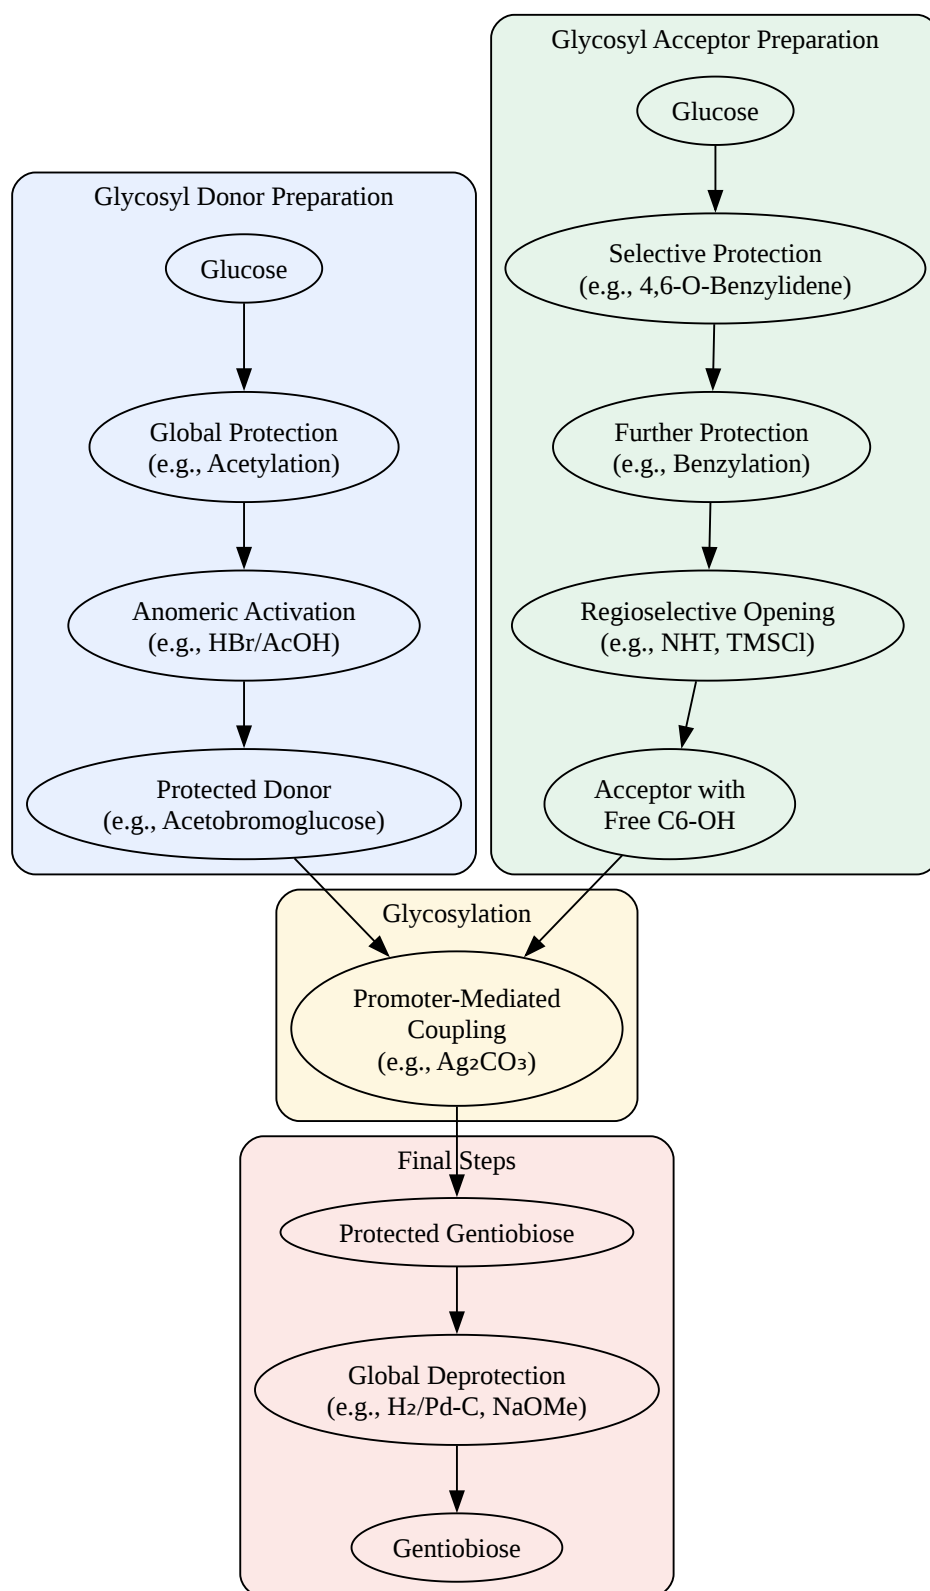 Glycosyl Acceptor Preparation
Glucose
Selective Protection
(e.g., 4,6-O-Benzylidene)
Further Protection
(e.g., Benzylation)
Regioselective Opening
(e.g., NHT, TMSCl)
Acceptor with
Free C6-OH
Glycosyl Donor Preparation
Glucose
Global Protection
(e.g., Acetylation)
Anomeric Activation
(e.g., HBr/AcOH)
Protected Donor
(e.g., Acetobromoglucose)
Glycosylation
Promoter-Mediated
Coupling
(e.g., Ag₂CO₃)
Final Steps
Protected Gentiobiose
Global Deprotection
(e.g., H₂/Pd-C, NaOMe)
Gentiobiose